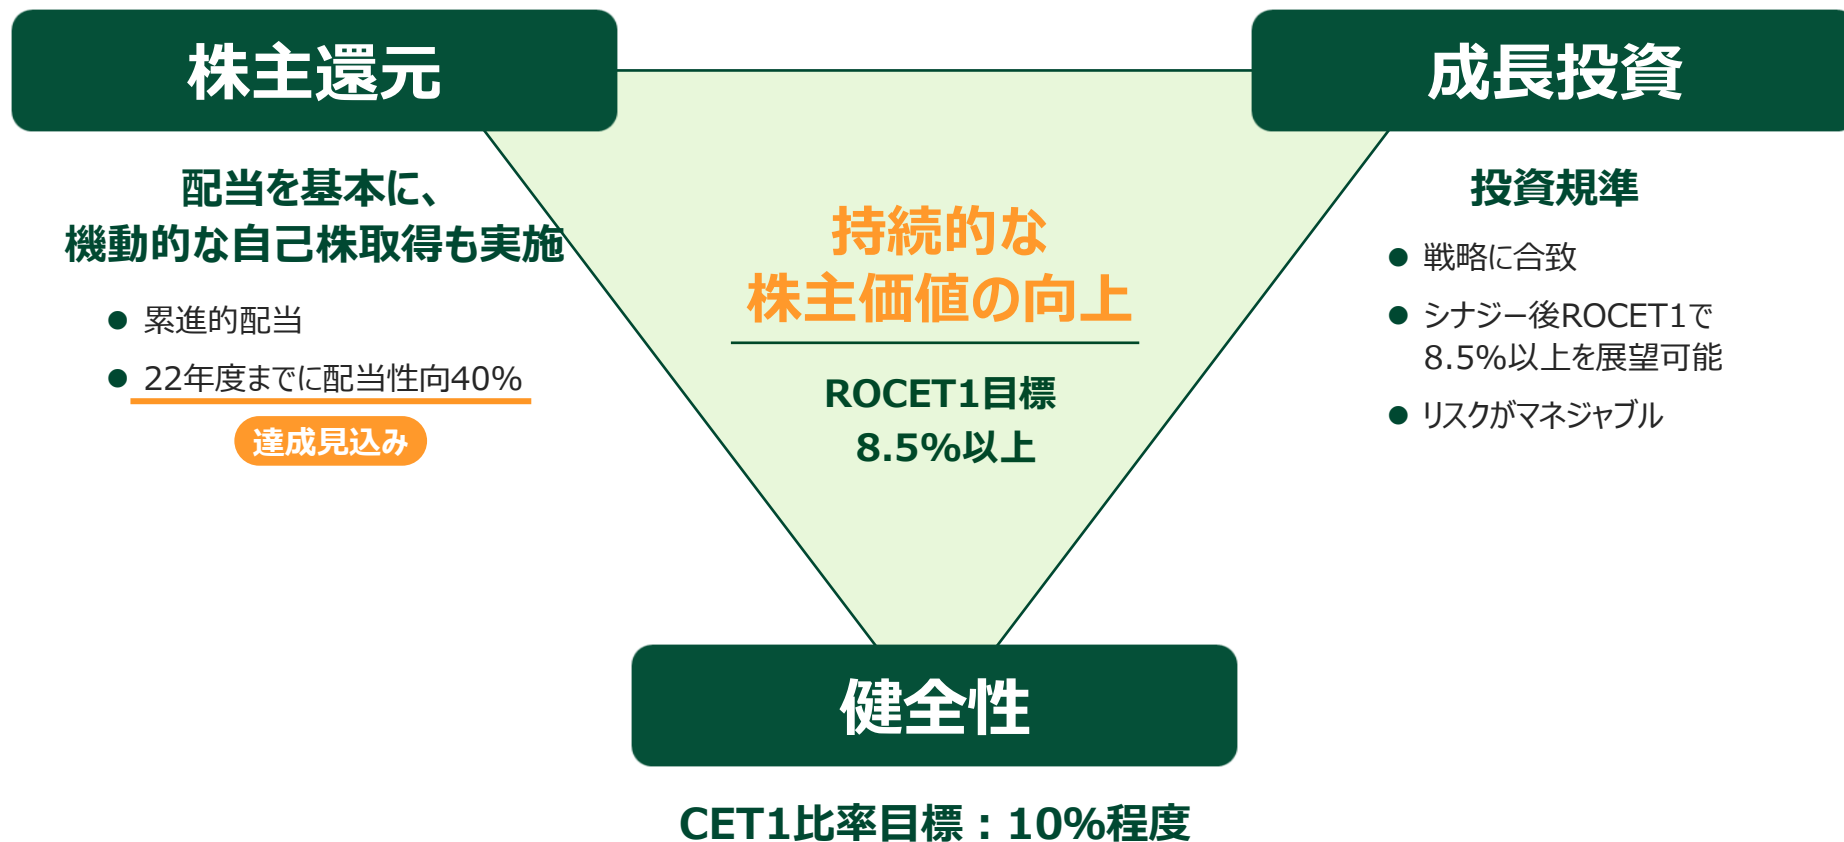 株主還元
配当を基本に、
機動的な自己株取得も実施
● 累進的配当
● 22年度までに配当性向40%
達成見込み
持続的な
株主価値の向上
ROCET1目標
8.5%以上
成長投資
投資規準
● 戦略に合致
● シナジー後ROCET1で
8.5%以上を展望可能
● リスクがマネジャブル
健全性
CET1比率目標：10%程度